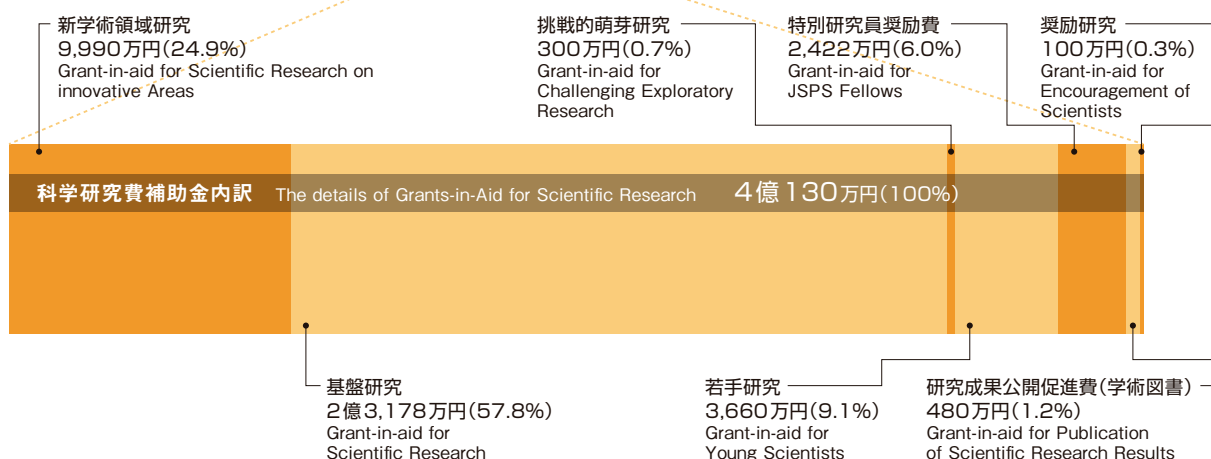 新学術領域研究
9,990万円(24.9%)
Grant-in-aid for Scientific Research on
innovative Areas
挑戦的萌芽研究
300万円(0.7%)
Grant-in-aid for
Challenging Exploratory
Research
特別研究員奨励費
2,422万円(6.0%)
Grant-in-aid for
JSPS Fellows
奨励研究
100万円(0.3%)
Grant-in-aid for
Encouragement of
Scientists
科学研究費補助金内訳 The details of Grants-in-Aid for Scientific Research 4億130万円(100%)
基盤研究
2億3,178万円(57.8%)
Grant-in-aid for
Scientific Research
若手研究
3,660万円(9.1%)
Grant-in-aid for
Young Scientists
研究成果公開促進費(学術図書)
480万円(1.2%)
Grant-in-aid for Publication
of Scientific Research Results